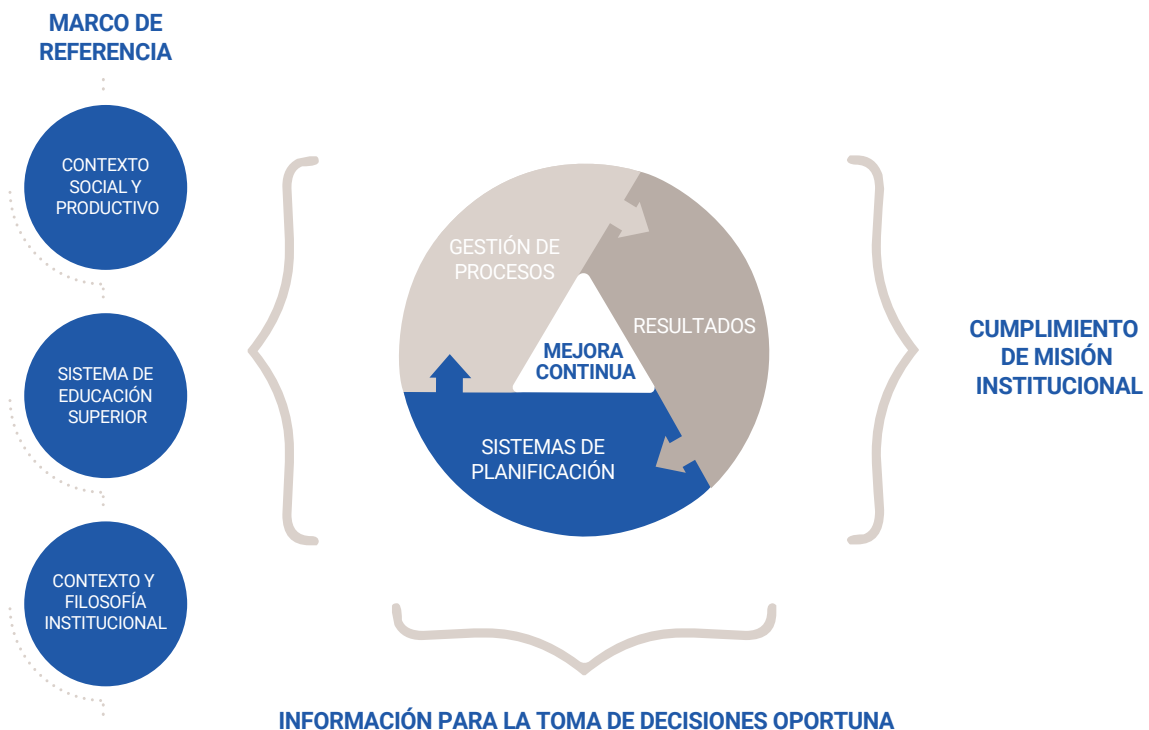 MARCO DE
REFERENCIA
CONTEXTO
SOCIAL Y
PRODUCTIVO
SISTEMA DE
EDUCACIÓN
SUPERIOR
CONTEXTO Y
FILOSOFÍA
INSTITUCIONAL
GESTIÓN DE
PROCESOS
RESULTADOS
MEJORA
CONTINUA
SISTEMAS DE
PLANIFICACIÓN
CUMPLIMIENTO
DE MISIÓN
INSTITUCIONAL
INFORMACIÓN PARA LA TOMA DE DECISIONES OPORTUNA